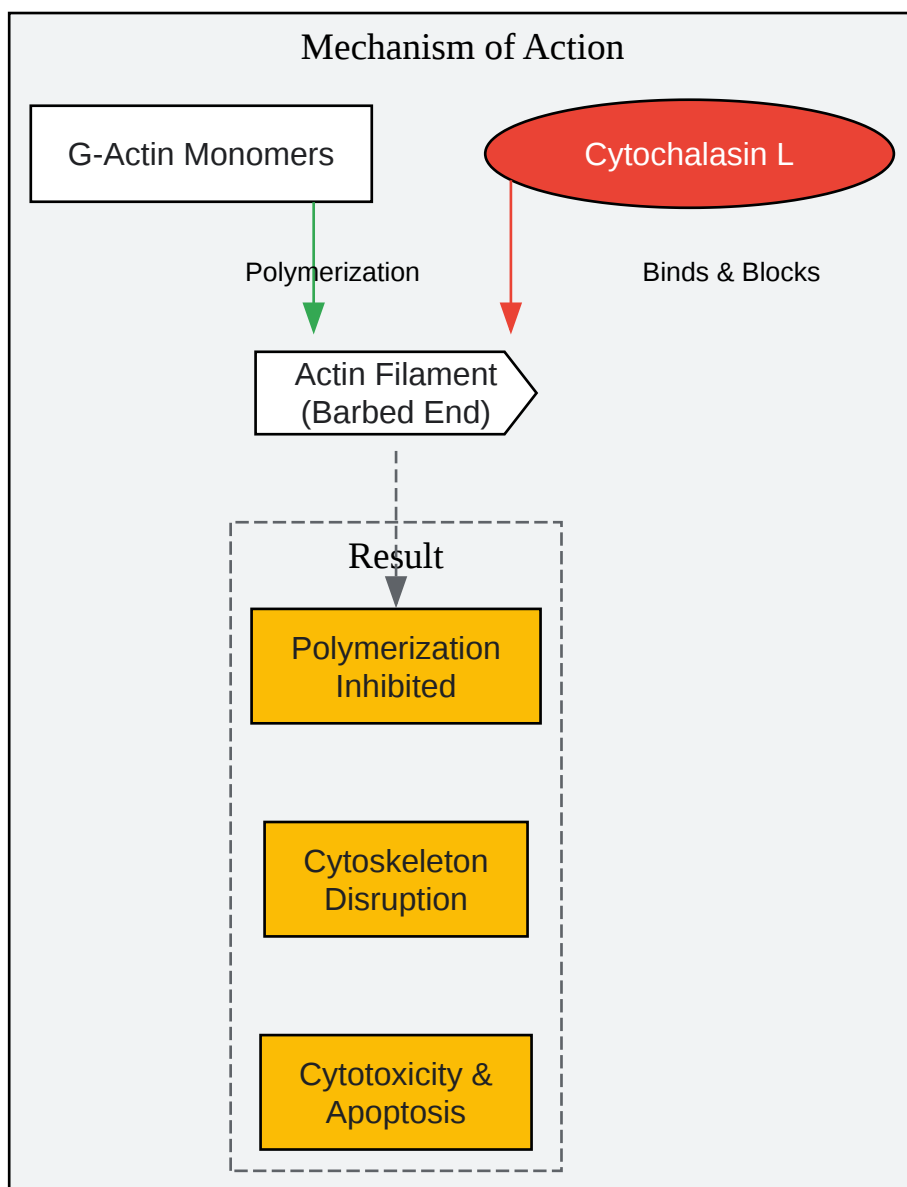 Mechanism of Action
G-Actin Monomers
Cytochalasin L
Polymerization
Binds & Blocks
Actin Filament
(Barbed End)
Result
Polymerization
Inhibited
Cytoskeleton
Disruption
Cytotoxicity &
Apoptosis